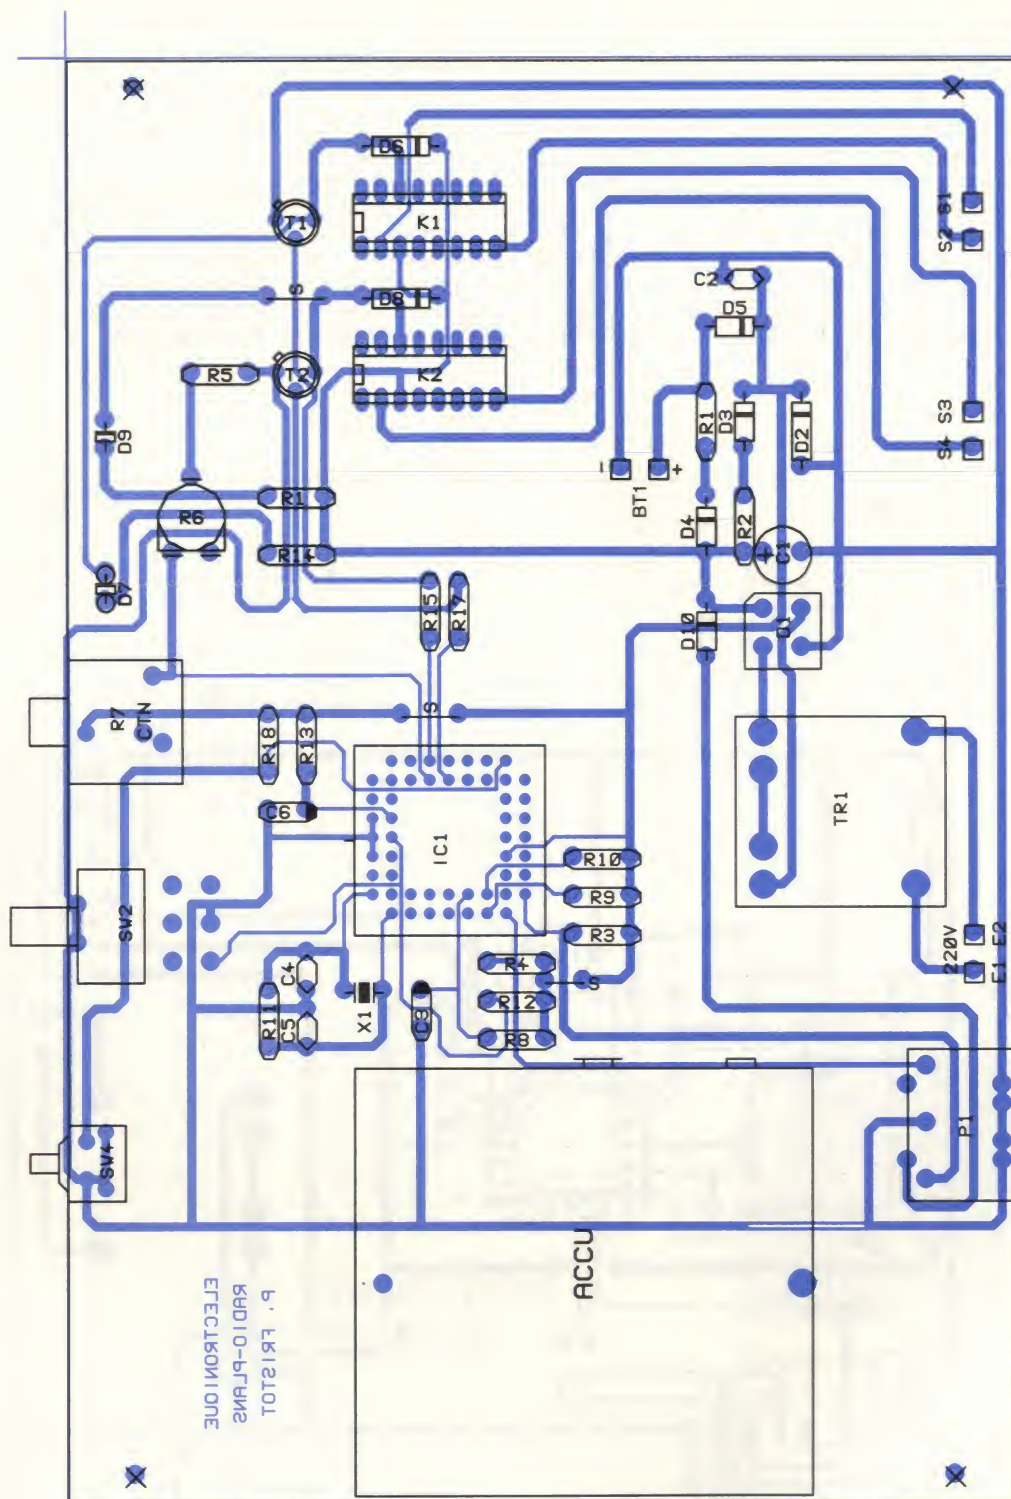 D6
S1
T1
K1
S2
S
C2
D8
D5
R5
T2
K2
D9
R1
D3
D2
S3
S4
R6
R1
-
+
BT1
D4
R2
+
C1
R14
D7
R15
R17
D10
D1
R7
CTN
R18
R13
S
C6
IC1
TR1
R10
R9
R3
SW2
220V
E1
E2
C4
R4
S
R11
C5
X1
C3
R12
R8
P1
SW4
ACCU
P. FRISTOT
RADIO-PLANS
ELECTRONIQUE